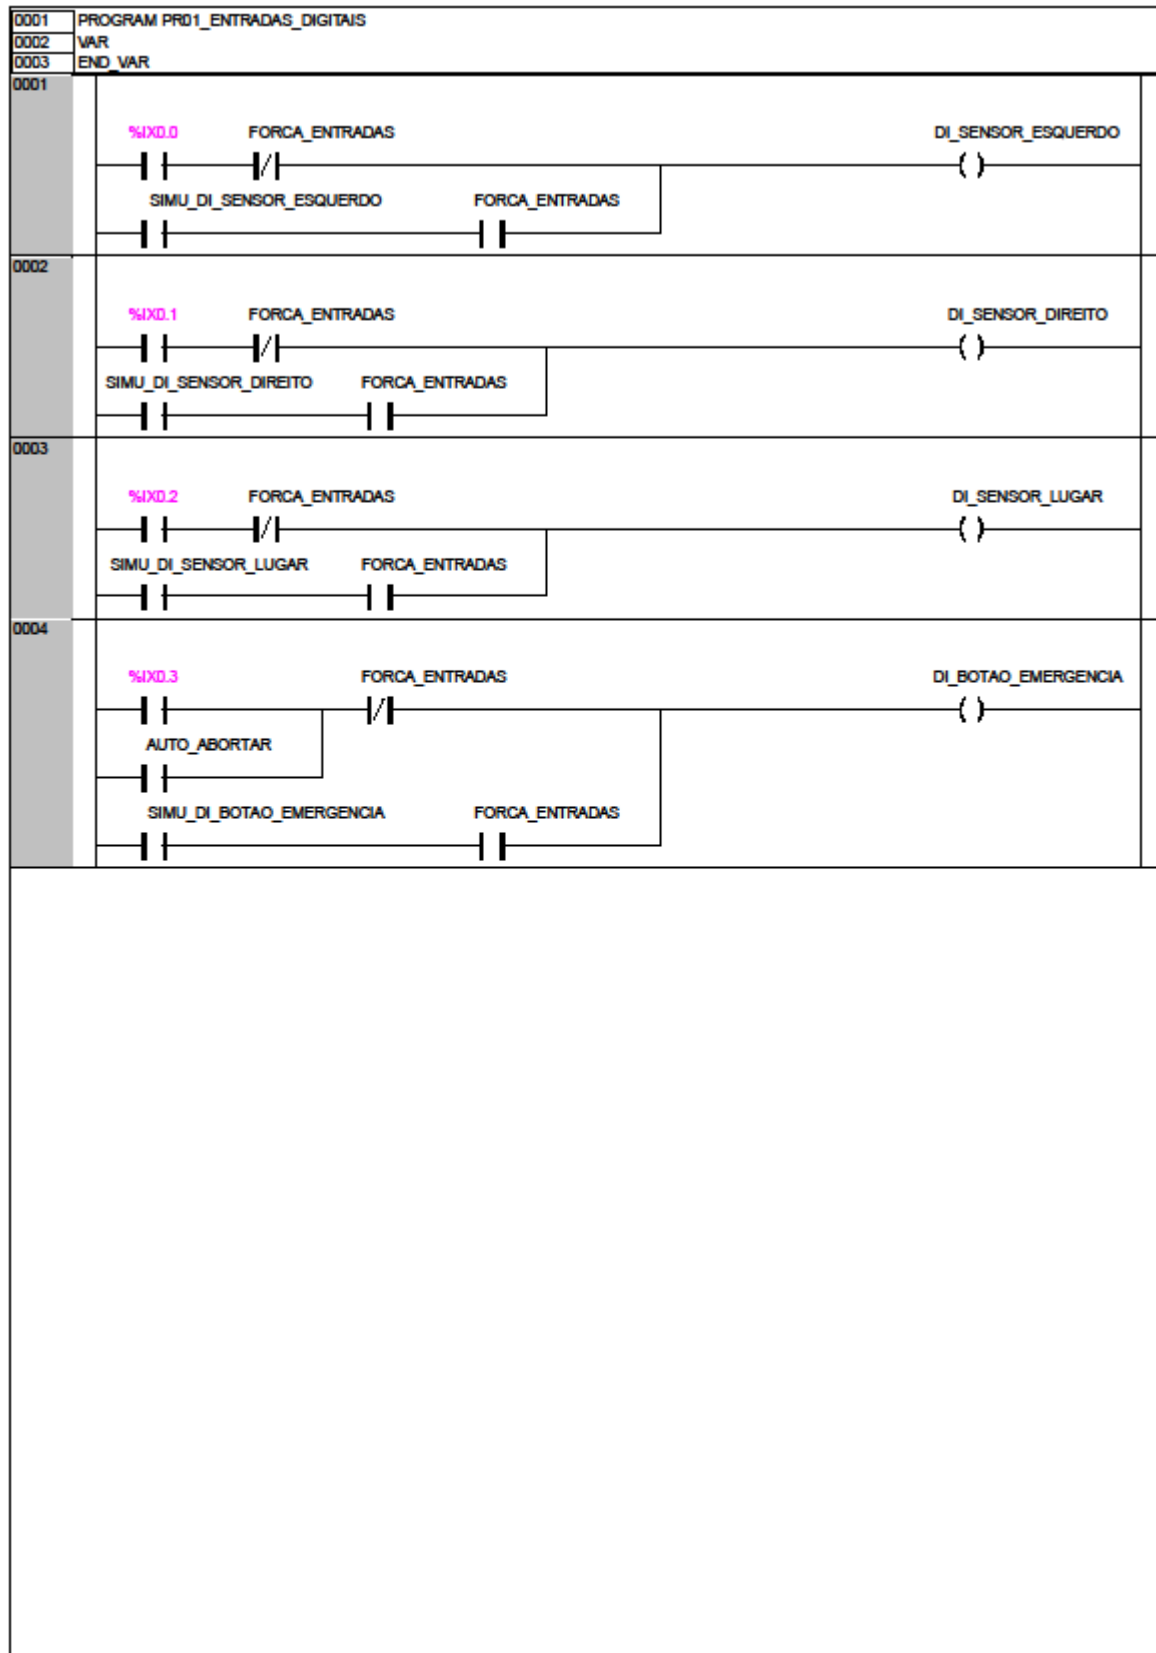 0001 PROGRAM PR01_ENTRADAS_DIGITAIS
0002 VAR
0003 END_VAR
0001
%IX0.0 FORCA_ENTRADAS DI_SENSOR_ESQUERDO
SIMU_DI_SENSOR_ESQUERDO FORCA_ENTRADAS
0002
%IX0.1 FORCA_ENTRADAS DI_SENSOR_DIREITO
SIMU_DI_SENSOR_DIREITO FORCA_ENTRADAS
0003
%IX0.2 FORCA_ENTRADAS DI_SENSOR_LUGAR
SIMU_DI_SENSOR_LUGAR FORCA_ENTRADAS
0004
%IX0.3 FORCA_ENTRADAS DI_BOTAO_EMERGENCIA
AUTO_ABORTAR
SIMU_DI_BOTAO_EMERGENCIA FORCA_ENTRADAS